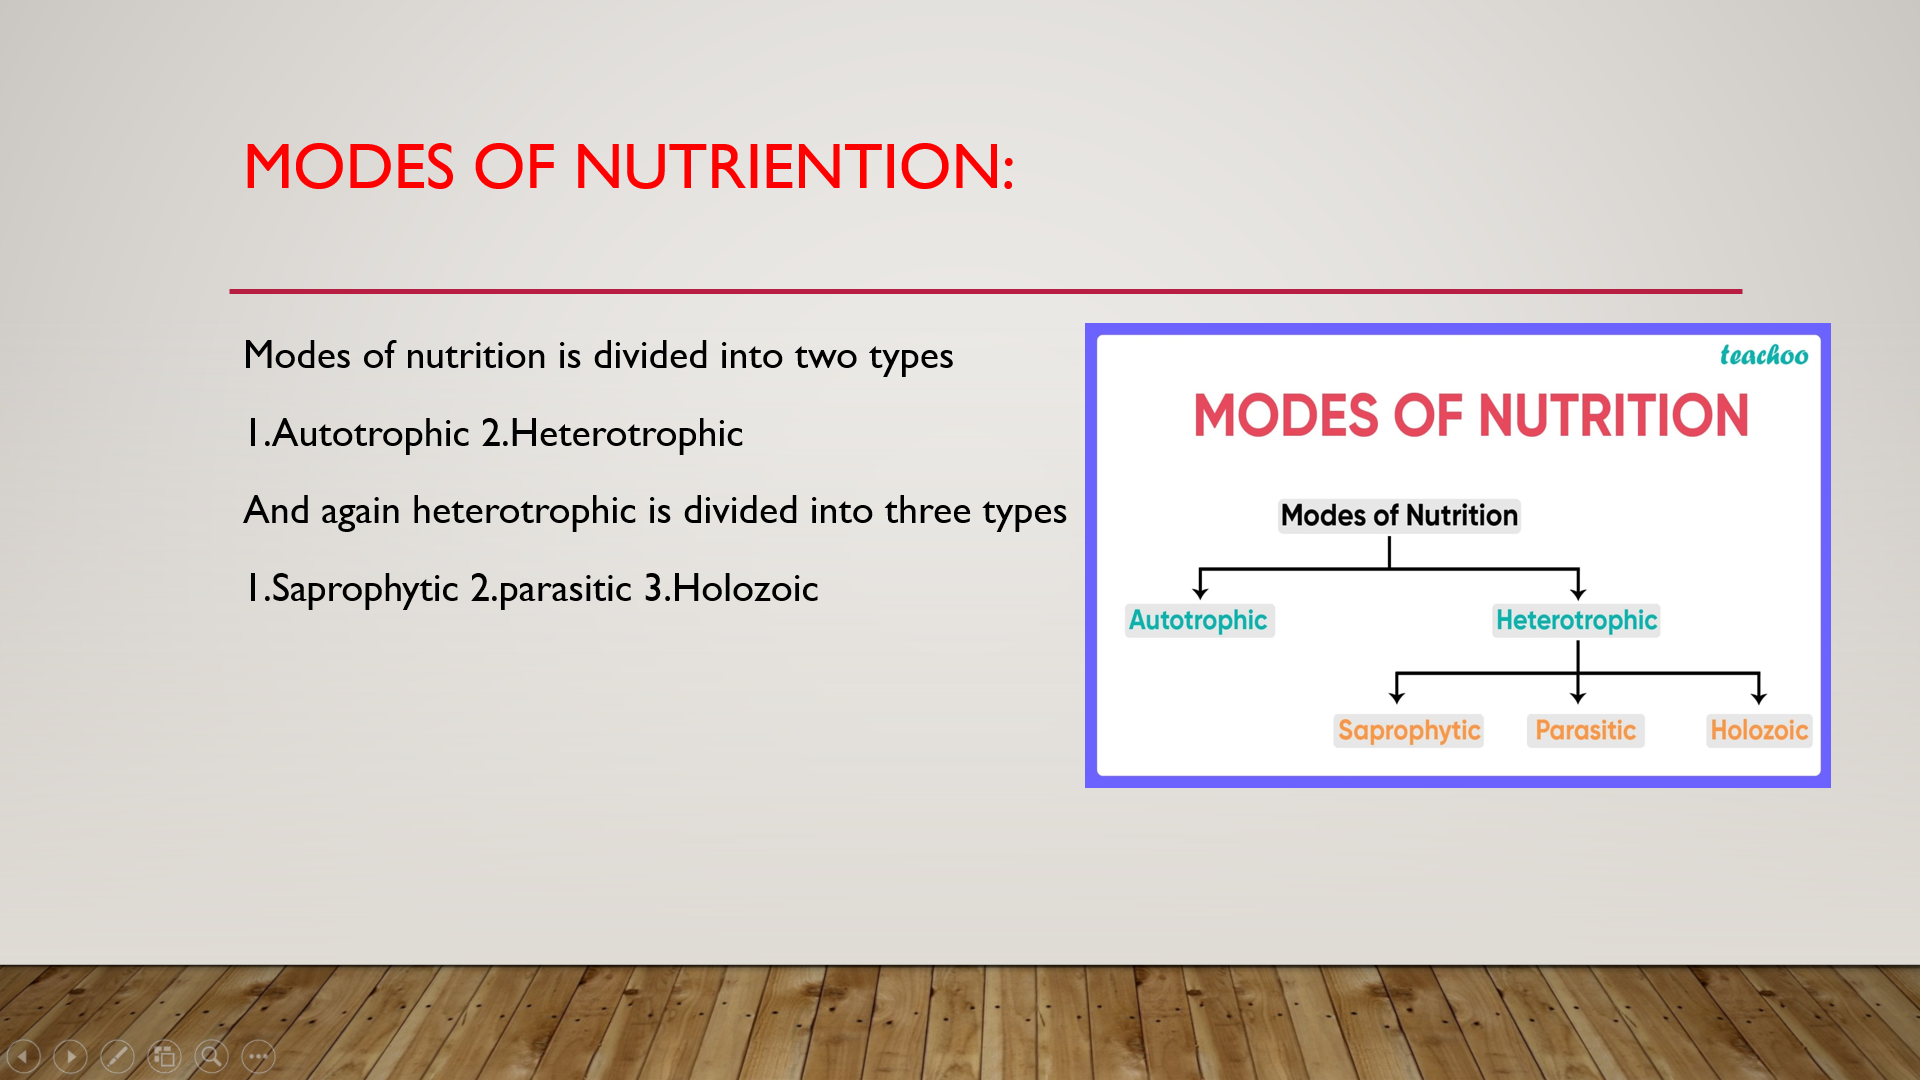 MODES OF NUTRIENTION:
Modes of nutrition is divided into two types
1.Autotrophic 2.Heterotrophic
And again heterotrophic is divided into three types
1.Saprophytic 2.parasitic 3.Holozoic
teachoo
MODES OF NUTRITION
Modes of Nutrition
Autotrophic Heterotrophic
Saprophytic Parasitic Holozoic